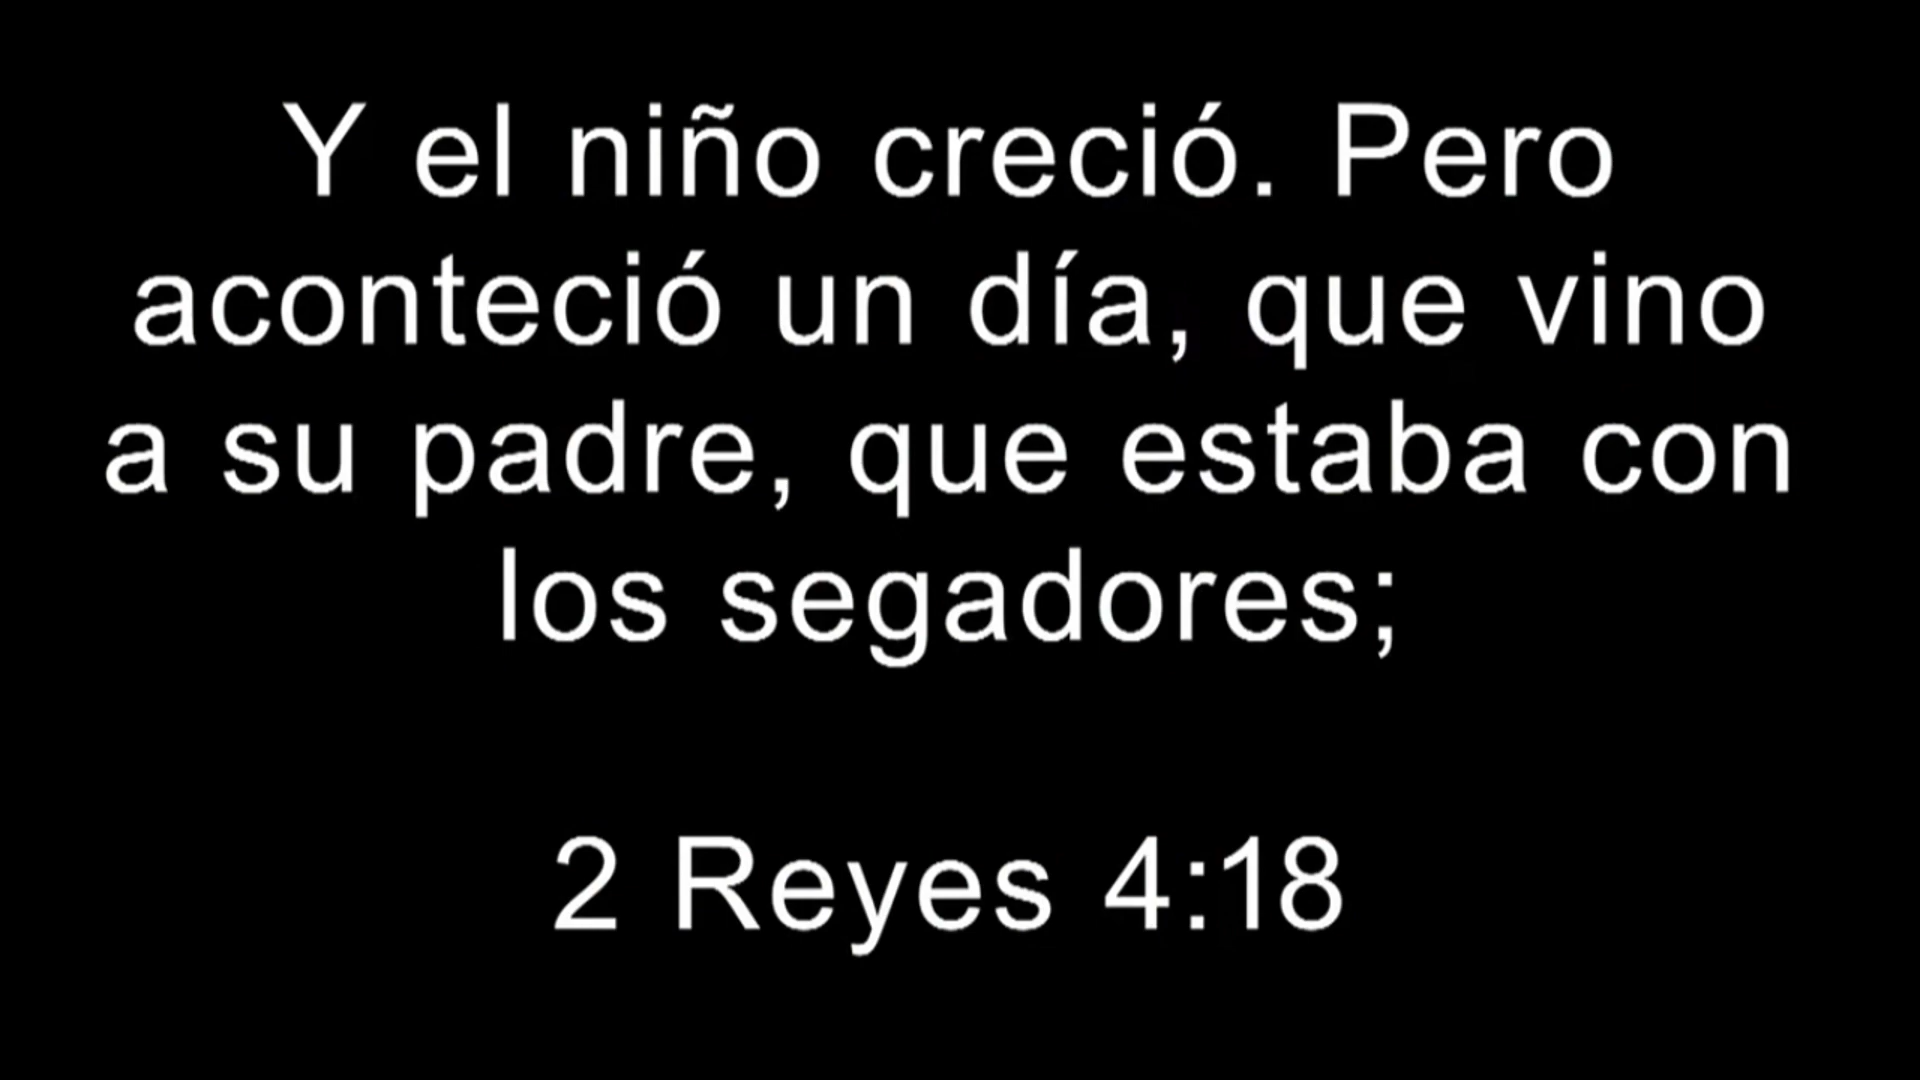 Y el niño creció. Pero
aconteció un día, que vino
a su padre, que estaba con
los segadores;
2 Reyes 4:18